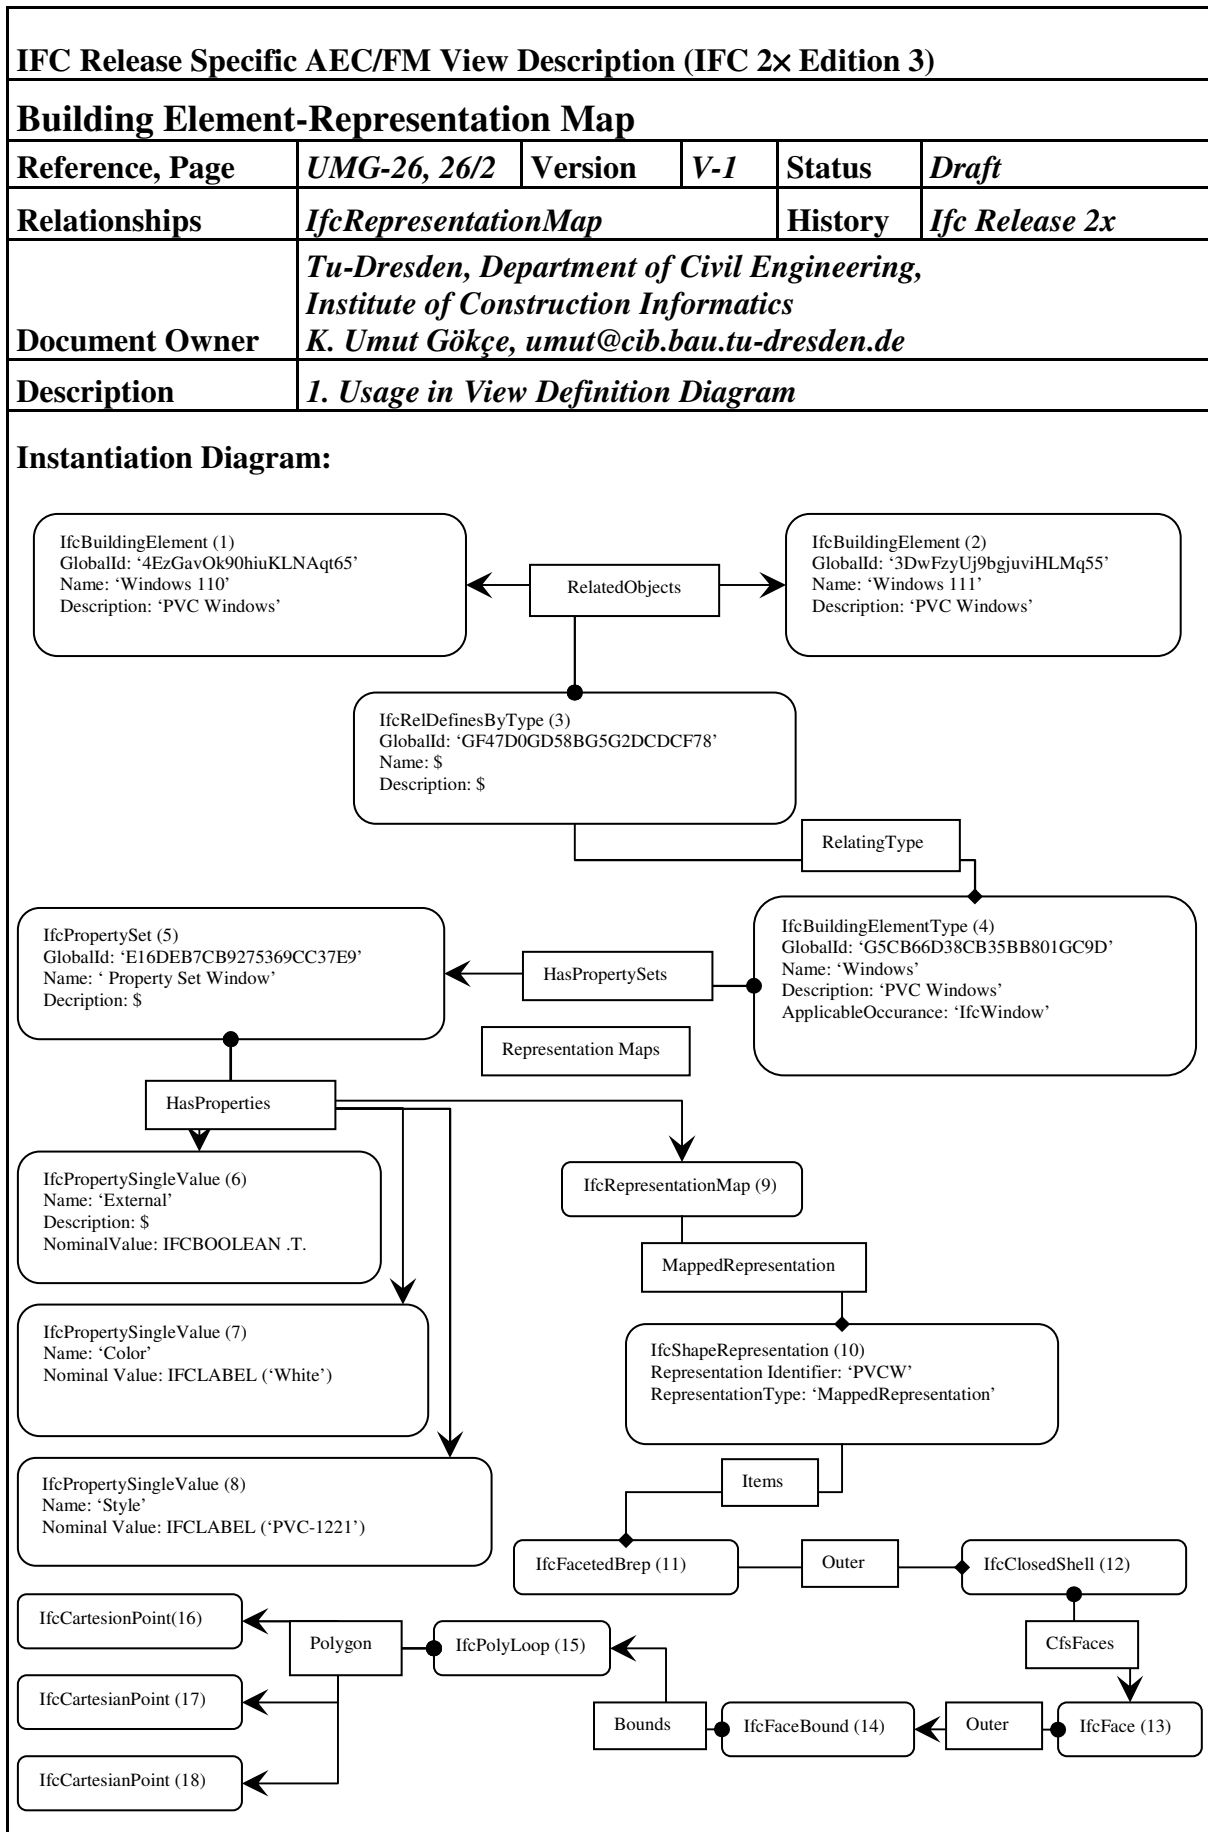 IFC Release Specific AEC/FM View Description (IFC 2× Edition 3)
Building Element-Representation Map
Reference, Page UMG-26, 26/2 Version V-1 Status Draft
Relationships IfcRepresentationMap History Ifc Release 2x
Tu-Dresden, Department of Civil Engineering,
Institute of Construction Informatics
Document Owner K. Umut Gökçe, umut@cib.bau.tu-dresden.de
Description 1. Usage in View Definition Diagram
Instantiation Diagram:
IfcBuildingElement (1)
GlobalId: ‘4EzGavOk90hiuKLNAqt65’
Name: ‘Windows 110’
Description: ‘PVC Windows’
RelatedObjects
IfcBuildingElement (2)
GlobalId: ‘3DwFzyUj9bgjuviHLMq55’
Name: ‘Windows 111’
Description: ‘PVC Windows’
IfcRelDefinesByType (3)
GlobalId: ‘GF47D0GD58BG5G2DCDCF78’
Name: $
Description: $
RelatingType
IfcPropertySet (5)
GlobalId: ‘E16DEB7CB9275369CC37E9’
Name: ‘ Property Set Window’
Decription: $
HasPropertySets
IfcBuildingElementType (4)
GlobalId: ‘G5CB66D38CB35BB801GC9D’
Name: ‘Windows’
Description: ‘PVC Windows’
ApplicableOccurance: ‘IfcWindow’
Representation Maps
HasProperties
IfcPropertySingleValue (6)
Name: ‘External’
Description: $
NominalValue: IFCBOOLEAN .T.
IfcRepresentationMap (9)
MappedRepresentation
IfcPropertySingleValue (7)
Name: ‘Color’
Nominal Value: IFCLABEL (‘White’)
IfcShapeRepresentation (10)
Representation Identifier: ‘PVCW’
RepresentationType: ‘MappedRepresentation’
Items
IfcPropertySingleValue (8)
Name: ‘Style’
Nominal Value: IFCLABEL (‘PVC-1221’)
IfcFacetedBrep (11)
Outer
IfcClosedShell (12)
IfcCartesionPoint(16)
Polygon
IfcPolyLoop (15)
CfsFaces
IfcCartesianPoint (17)
Bounds
IfcFaceBound (14)
Outer
IfcFace (13)
IfcCartesianPoint (18)